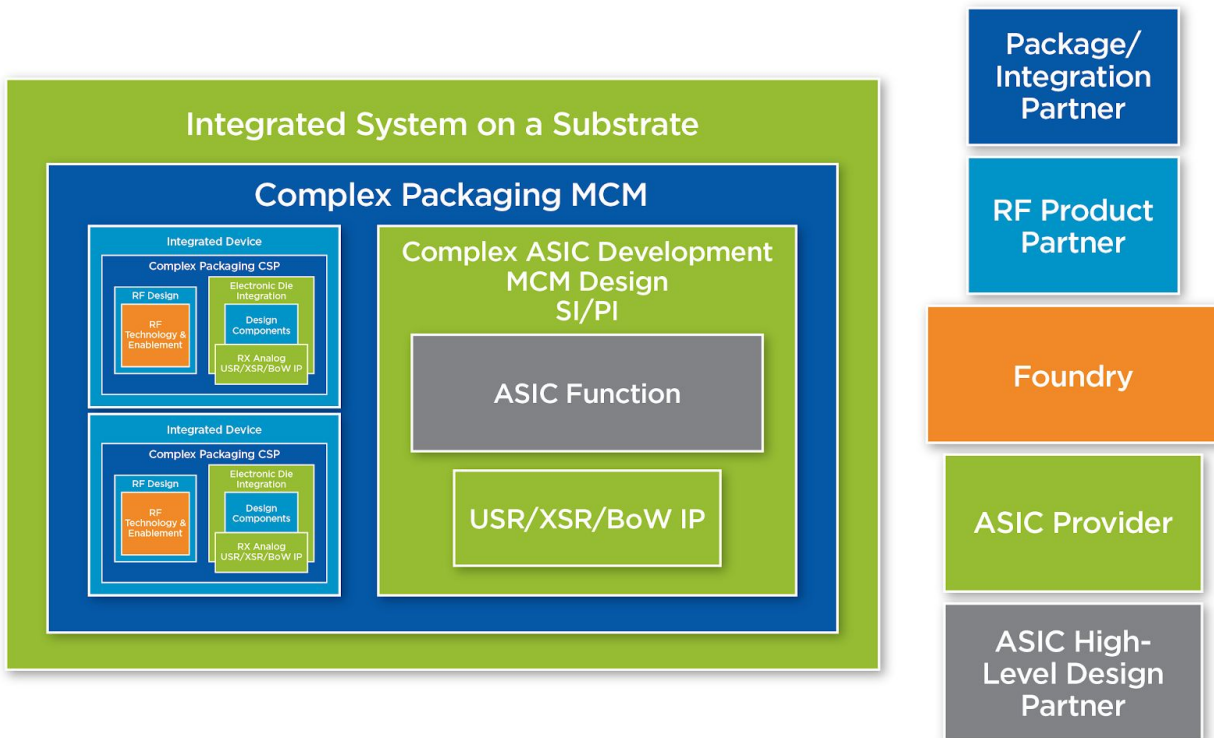 Integrated System on a Substrate
Complex Packaging MCM
Integrated Device
Complex Packaging CSP
RF Design
RF
Technology &
Enablement
Electronic Die
Integration
Design
Components
RX Analog
USR/XSR/BoW IP
Integrated Device
Complex Packaging CSP
RF Design
RF
Technology &
Enablement
Electronic Die
Integration
Design
Components
RX Analog
USR/XSR/BoW IP
Complex ASIC Development
MCM Design
SI/PI
ASIC Function
USR/XSR/BoW IP
Package/
Integration
Partner
RF Product
Partner
Foundry
ASIC Provider
ASIC High-
Level Design
Partner